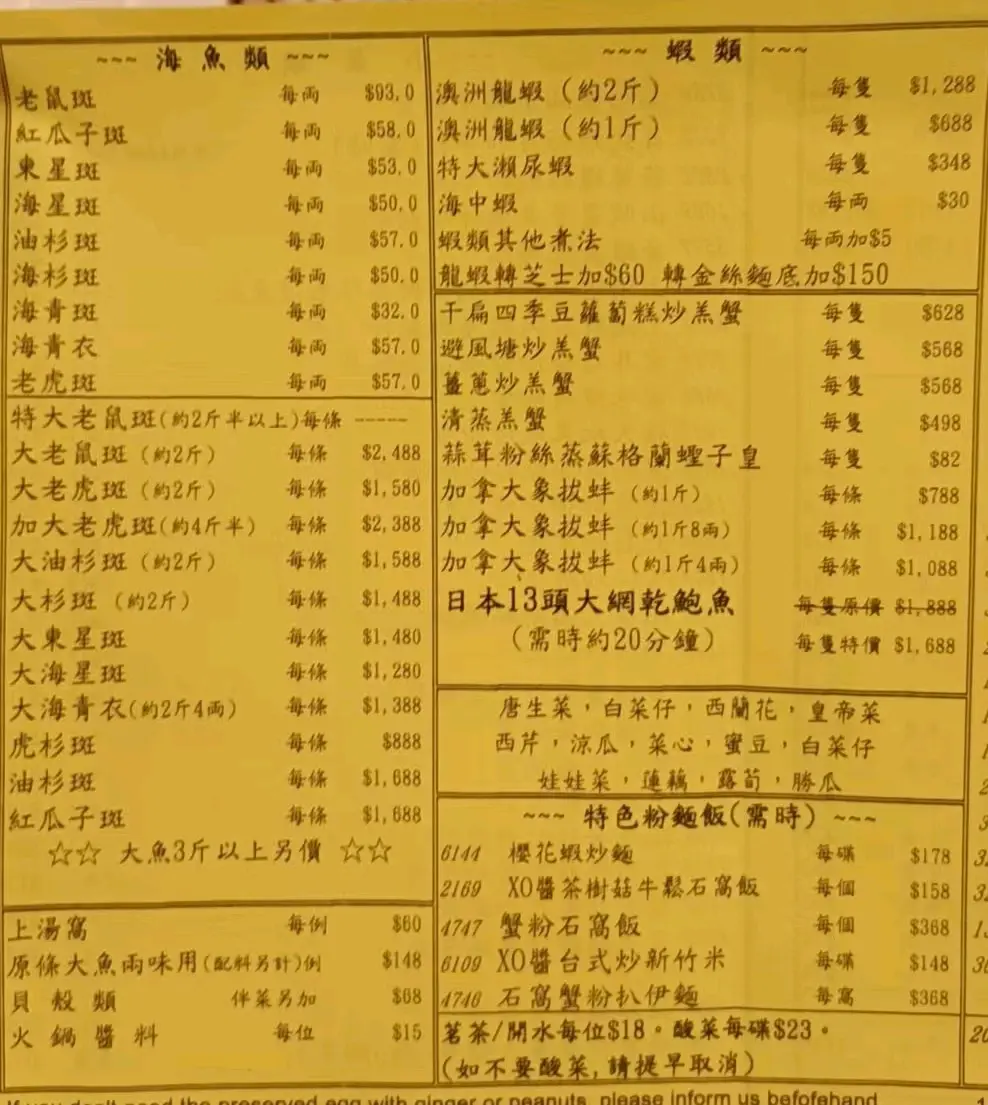 ~~~ 海魚類 ~~~
老鼠斑 每両 $93.0
紅瓜子斑 每両 $58.0
東星斑 每両 $53.0
海星斑 每両 $50.0
油杉斑 每両 $57.0
海杉斑 每両 $50.0
海青斑 每両 $32.0
海青衣 每両 $57.0
老虎斑 每両 $57.0
特大老鼠斑(約2斤半以上)每條 ------
大老鼠斑 (約2斤) 每條 $2,488
大老虎斑 (約2斤) 每條 $1,580
加大老虎斑(約4斤半) 每條 $2,388
大油杉斑 (約2斤) 每條 $1,588
大杉斑 (約2斤) 每條 $1,488
大東星斑 每條 $1,480
大海星斑 每條 $1,280
大海青衣(約2斤4両) 每條 $1,388
虎杉斑 每條 $888
油杉斑 每條 $1,688
紅瓜子斑 每條 $1,688
☆☆ 大魚3斤以上另價 ☆☆
上湯窩 每例 $60
原條大魚兩味用(配料另計)例 $148
貝殼類 伴菜另加 $68
火鍋醬料 每位 $15
~~~ 蝦類 ~~~
澳洲龍蝦 (約2斤) 每隻 $1,288
澳洲龍蝦 (約1斤) 每隻 $688
特大瀨尿蝦 每隻 $348
海中蝦 每両 $30
蝦類其他煮法 每両加$5
龍蝦轉芝士加$60 轉金絲麵底加$150
干扁四季豆蘿蔔糕炒羔蟹 每隻 $628
避風塘炒羔蟹 每隻 $568
薑蔥炒羔蟹 每隻 $568
清蒸羔蟹 每隻 $498
蒜茸粉絲蒸蘇格蘭蟶子皇 每隻 $82
加拿大象拔蚌 (約1斤) 每條 $788
加拿大象拔蚌 (約1斤8兩) 每條 $1,188
加拿大象拔蚌 (約1斤4兩) 每條 $1,088
日本13頭大網乾鮑魚 每隻原價 $1,888
(需時約20分鐘) 每隻特價 $1,688
唐生菜，白菜仔，西蘭花，皇帝菜
西芹，涼瓜，菜心，蜜豆，白菜仔
娃娃菜，蓮藕，露荀，勝瓜
~~~ 特色粉麵飯(需時) ~~~
6144 櫻花蝦炒麵 每碟 $178
2169 XO醬茶樹菇牛鬆石窩飯 每個 $158
4747 蟹粉石窩飯 每個 $368
6109 XO醬台式炒新竹米 每碟 $148
4746 石窩蟹粉扒伊麵 每窩 $368
茗茶/開水每位$18。酸菜每碟$23。
(如不要酸菜,請提早取消)
If you don't need the preserved egg with ginger or peanuts, please inform us befofehand